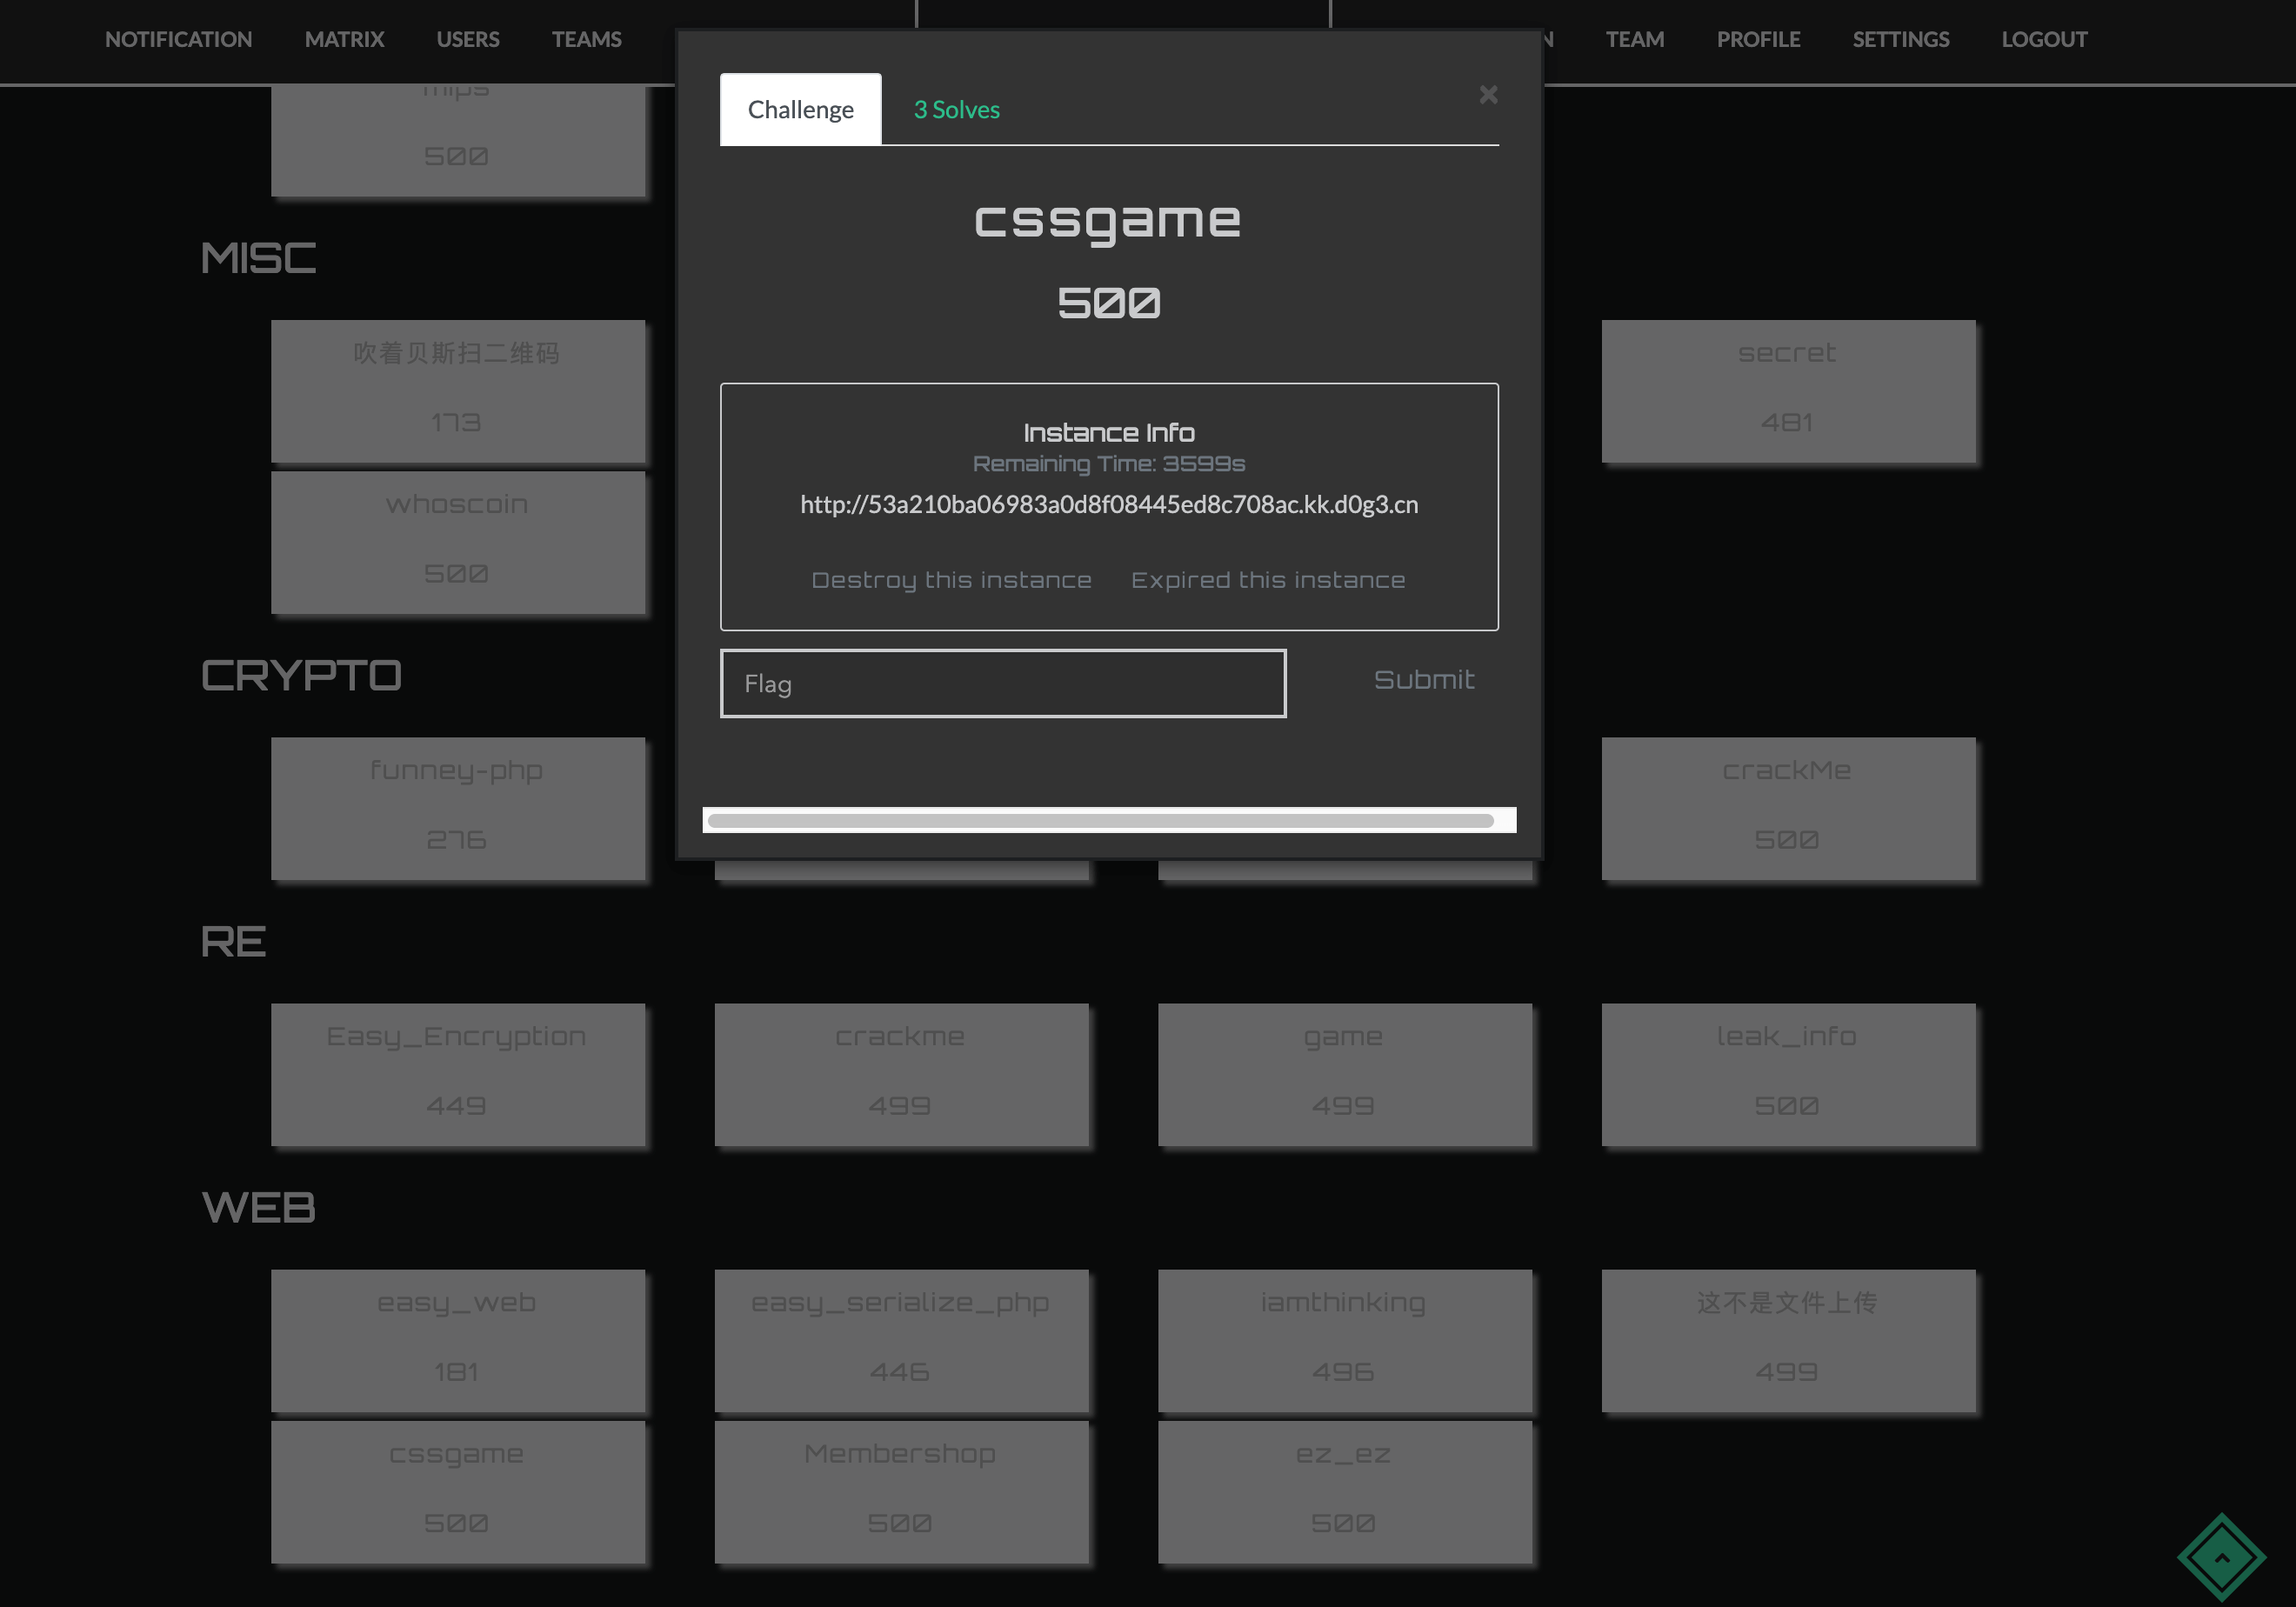 NOTIFICATION MATRIX USERS TEAMS N TEAM PROFILE SETTINGS LOGOUT
mips
500
Challenge
3 Solves
×
cssgame
500
Instance Info
Remaining Time: 3599s
http://53a210ba06983a0d8f08445ed8c708ac.kk.d0g3.cn
Destroy this instance Expired this instance
Flag
Submit
MISC
吹着贝斯扫二维码
173
secret
481
whoscoin
500
CRYPTO
funney-php
276
crackMe
500
RE
Easy_Encryption
449
crackme
499
game
499
leak_info
500
WEB
easy_web
181
easy_serialize_php
446
iamthinking
496
这不是文件上传
499
cssgame
500
Membershop
500
ez_ez
500